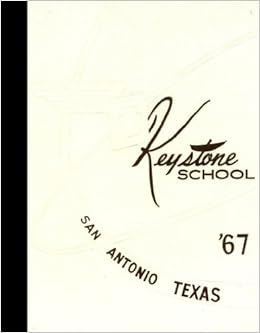 Keystone
SCHOOL
'67
SAN ANTONIO TEXAS